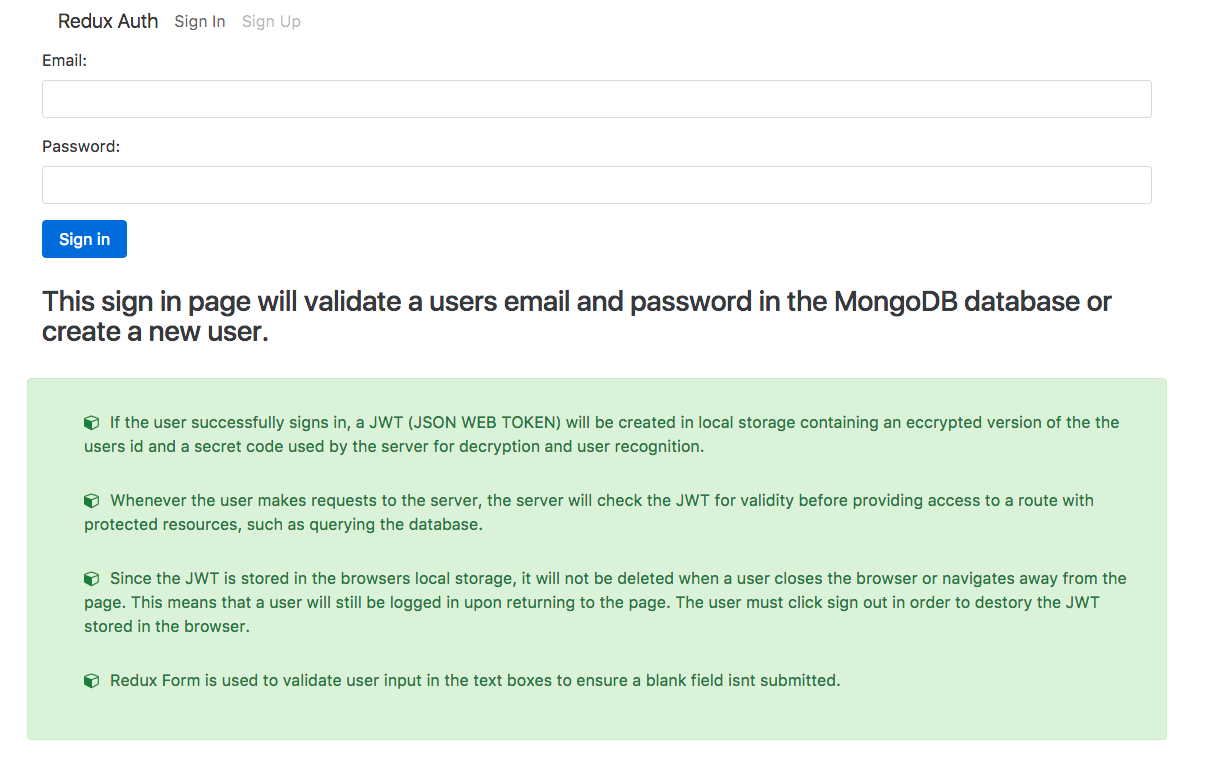 Redux Auth Sign In Sign Up
Email:
Password:
Sign in
This sign in page will validate a users email and password in the MongoDB database or
create a new user.
If the user successfully signs in, a JWT (JSON WEB TOKEN) will be created in local storage containing an eccrypted version of the the
users id and a secret code used by the server for decryption and user recognition.
Whenever the user makes requests to the server, the server will check the JWT for validity before providing access to a route with
protected resources, such as querying the database.
Since the JWT is stored in the browsers local storage, it will not be deleted when a user closes the browser or navigates away from the
page. This means that a user will still be logged in upon returning to the page. The user must click sign out in order to destory the JWT
stored in the browser.
Redux Form is used to validate user input in the text boxes to ensure a blank field isnt submitted.